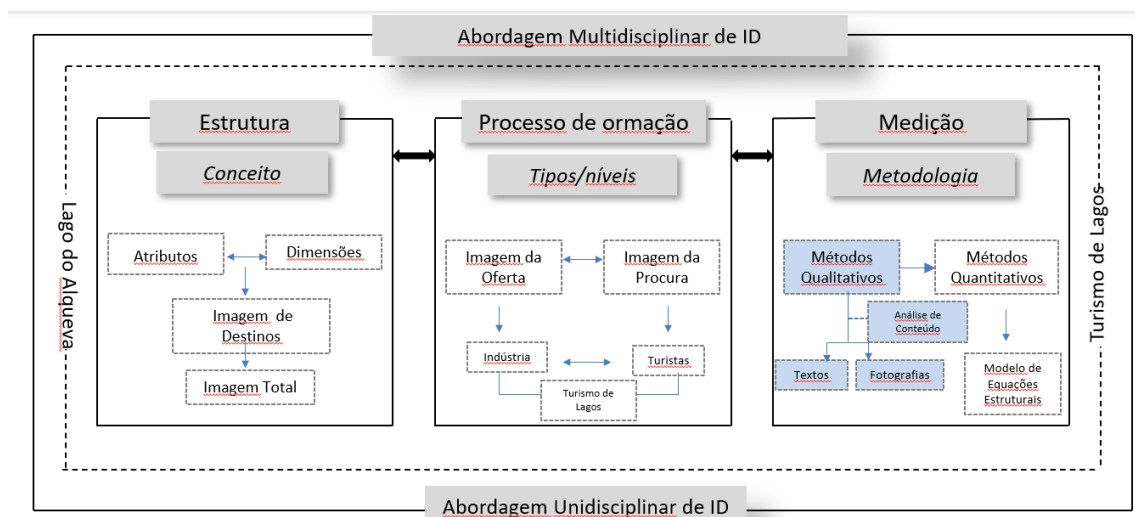 Abordagem Multidisciplinar de ID
Estrutura
Conceito
Atributos
Dimensões
Imagem de
Destinos
Imagem Total
Processo de ormação
Tipos/níveis
Imagem da
Oferta
Imagem da
Procura
Indústria
Turistas
Turismo de
Lagos
Medição
Metodologia
Métodos
Qualitativos
Métodos
Quantitativos
Análise de
Conteúdo
Textos
Fotografias
Modelo de
Equações
Estruturais
Lago do Alqueva
Turismo de Lagos
Abordagem Unidisciplinar de ID